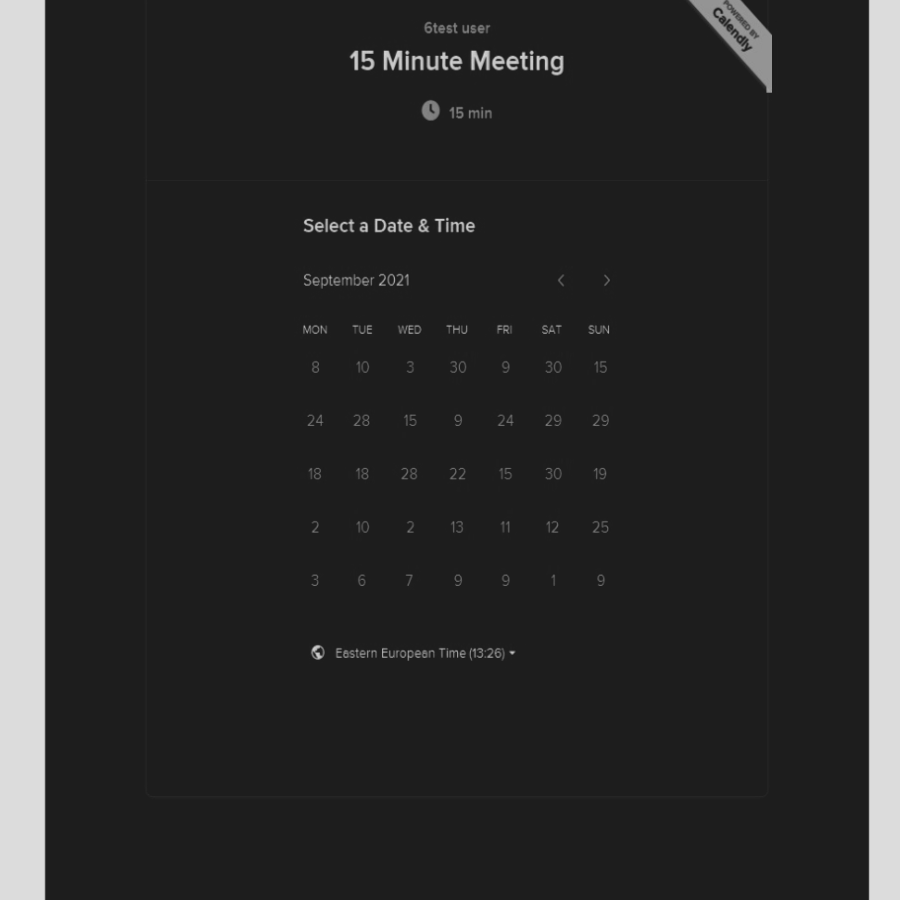 POWERED BY
Calendly
6test user
15 Minute Meeting
15 min
Select a Date & Time
September 2021
MON TUE WED THU FRI SAT SUN
8 10 3 30 9 30 15
24 28 15 9 24 29 29
18 18 28 22 15 30 19
2 10 2 13 11 12 25
3 6 7 9 9 1 9
Eastern European Time (13:26)